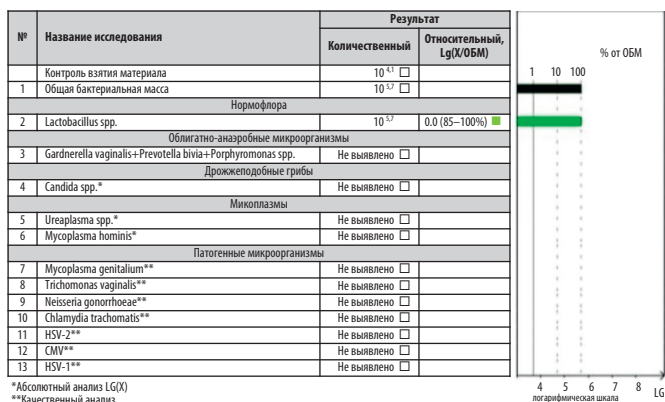 № Название исследования Результат
Количественный Относительный, Lg(X/ОБМ)
Контроль взятия материала 10 4,1 ☐
1 Общая бактериальная масса 10 5,7 ☐
Нормофлора
2 Lactobacillus spp. 10 5,7 0.0 (85–100%)
Облигатно-анаэробные микроорганизмы
3 Gardnerella vaginalis+Prevotella bivia+Porphyromonas spp. Не выявлено ☐
Дрожжеподобные грибы
4 Candida spp.* Не выявлено ☐
Микоплазмы
5 Ureaplasma spp.* Не выявлено ☐
6 Mycoplasma hominis* Не выявлено ☐
Патогенные микроорганизмы
7 Mycoplasma genitalium** Не выявлено ☐
8 Trichomonas vaginalis** Не выявлено ☐
9 Neisseria gonorrhoeae** Не выявлено ☐
10 Chlamydia trachomatis** Не выявлено ☐
11 HSV-2** Не выявлено ☐
12 CMV** Не выявлено ☐
13 HSV-1** Не выявлено ☐
*Абсолютный анализ LG(X)
**Качественный анализ
% от ОБМ
1 10 100
4 5 6 7 8 LG
логарифмическая шкала